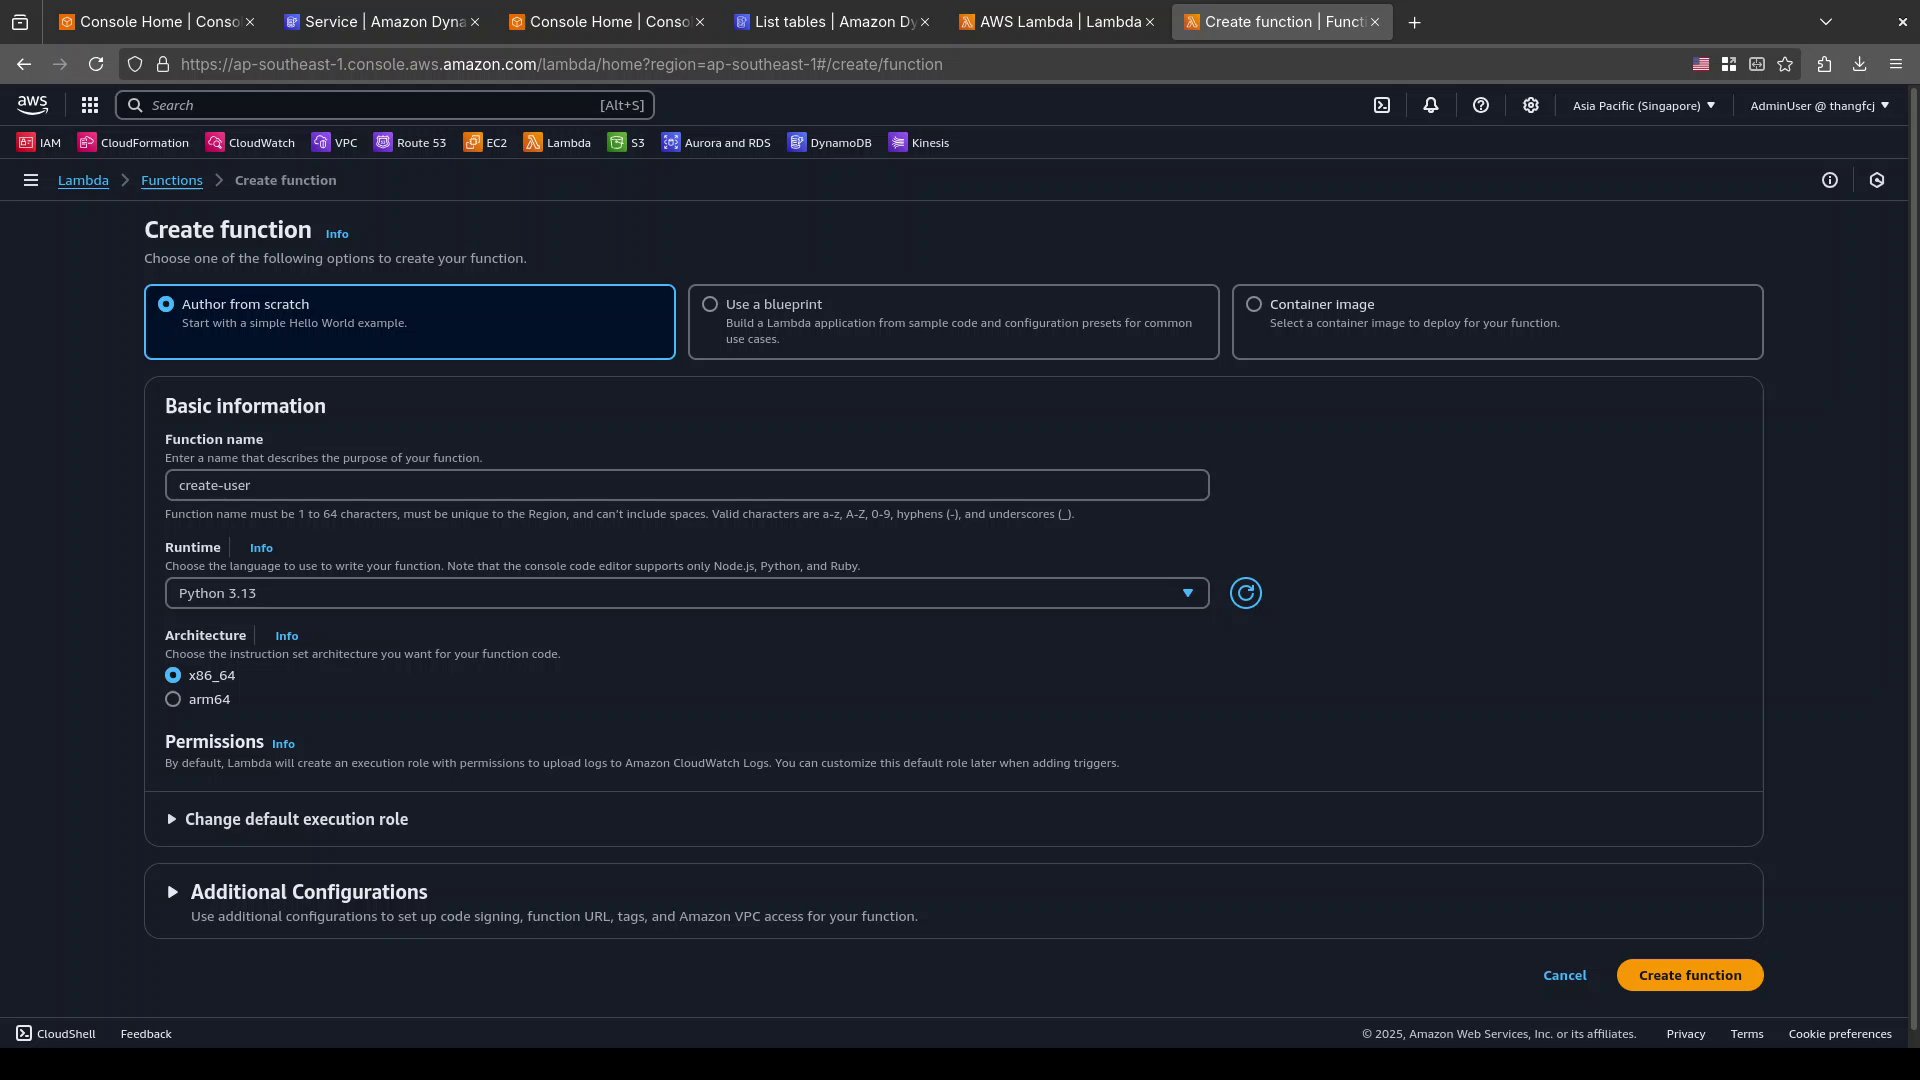 Console Home | Conso
Service | Amazon Dyna
Console Home | Conso
List tables | Amazon Dy
AWS Lambda | Lambda
Create function | Functi
https://ap-southeast-1.console.aws.amazon.com/lambda/home?region=ap-southeast-1#/create/function
aws
Search
[Alt+S]
Asia Pacific (Singapore)
AdminUser @ thangfcj
IAM
CloudFormation
CloudWatch
VPC
Route 53
EC2
Lambda
S3
Aurora and RDS
DynamoDB
Kinesis
Lambda
Functions
Create function
Create function Info
Choose one of the following options to create your function.
Author from scratch
Start with a simple Hello World example.
Use a blueprint
Build a Lambda application from sample code and configuration presets for common
use cases.
Container image
Select a container image to deploy for your function.
Basic information
Function name
Enter a name that describes the purpose of your function.
create-user
Function name must be 1 to 64 characters, must be unique to the Region, and can't include spaces. Valid characters are a-z, A-Z, 0-9, hyphens (-), and underscores (_).
Runtime Info
Choose the language to use to write your function. Note that the console code editor supports only Node.js, Python, and Ruby.
Python 3.13
Architecture Info
Choose the instruction set architecture you want for your function code.
x86_64
arm64
Permissions Info
By default, Lambda will create an execution role with permissions to upload logs to Amazon CloudWatch Logs. You can customize this default role later when adding triggers.
Change default execution role
Additional Configurations
Use additional configurations to set up code signing, function URL, tags, and Amazon VPC access for your function.
Cancel
Create function
CloudShell
Feedback
© 2025, Amazon Web Services, Inc. or its affiliates.
Privacy
Terms
Cookie preferences